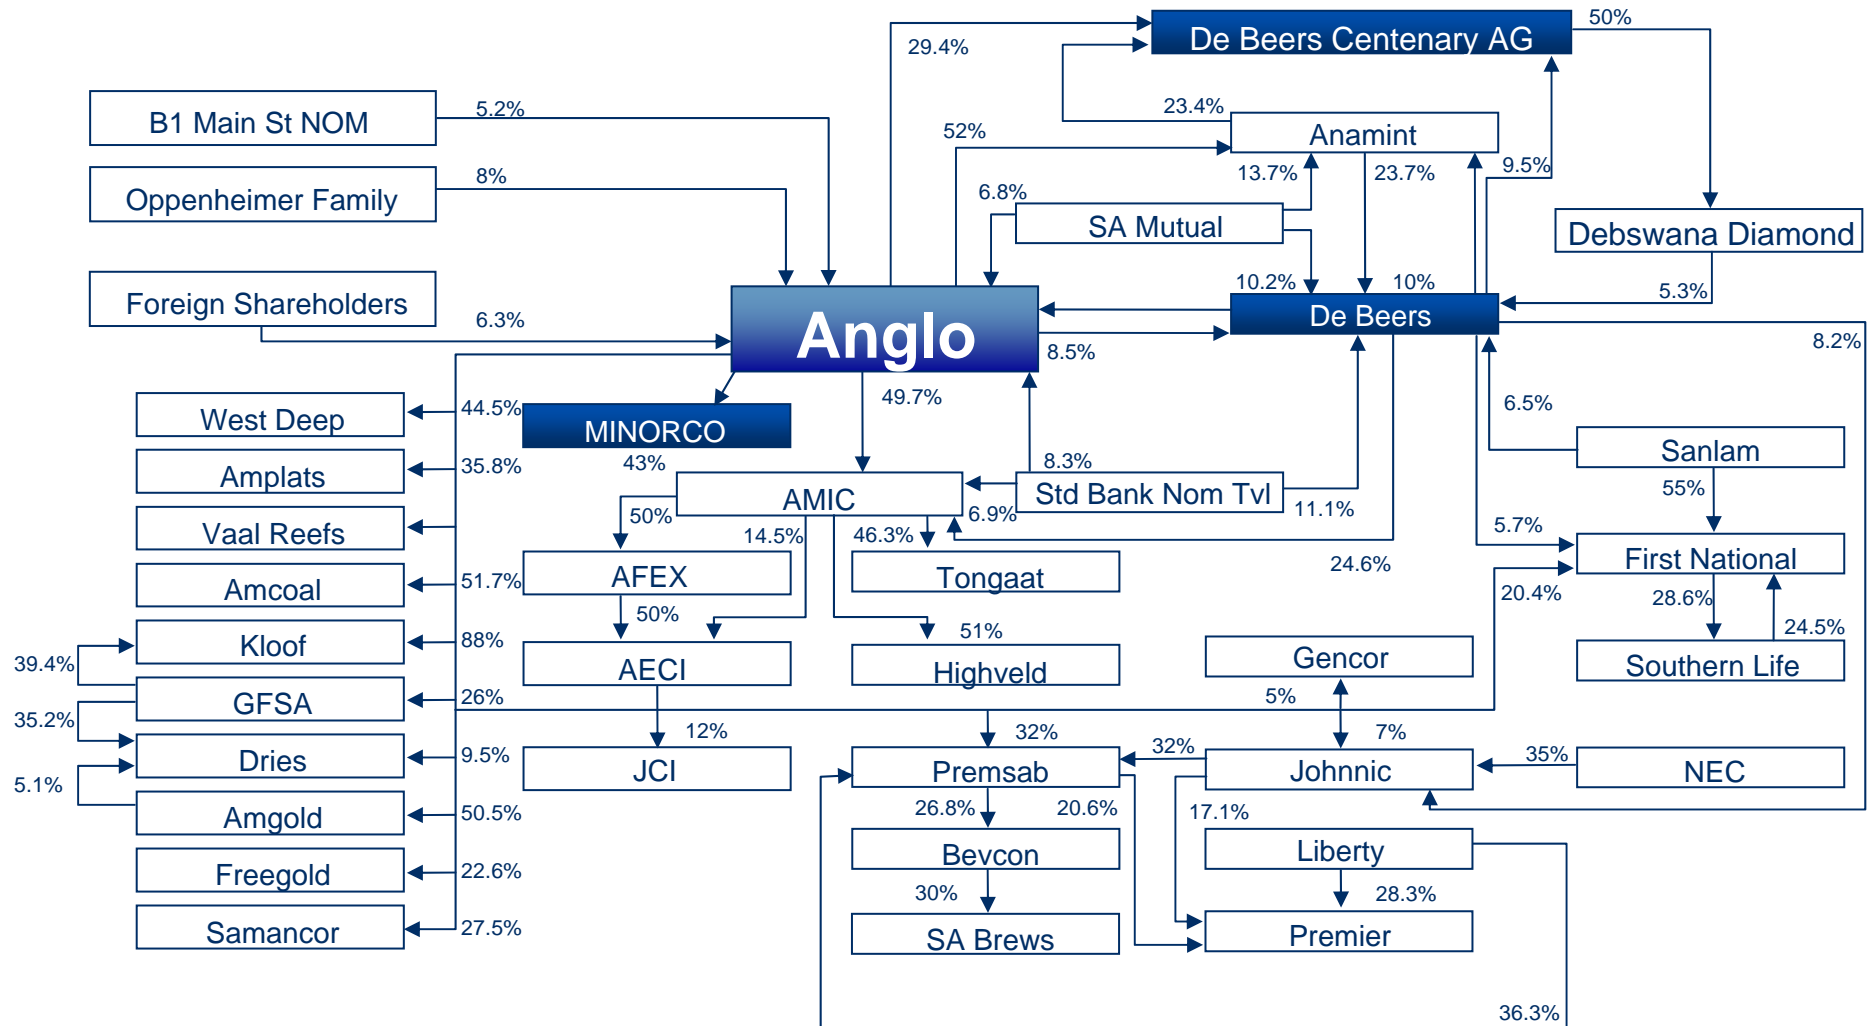 50%
De Beers Centenary AG
29.4%
B1 Main St NOM
5.2%
23.4%
52%
Anamint
Oppenheimer Family
8%
13.7%
23.7%
9.5%
6.8%
SA Mutual
Debswana Diamond
Foreign Shareholders
6.3%
10.2%
10%
5.3%
Anglo
De Beers
8.5%
8.2%
West Deep
44.5%
MINORCO
49.7%
6.5%
43%
Amplats
35.8%
AMIC
8.3%
Std Bank Nom Tvl
Sanlam
55%
Vaal Reefs
50%
14.5%
46.3%
6.9%
11.1%
5.7%
AFEX
Tongaat
24.6%
First National
Amcoal
51.7%
50%
20.4%
28.6%
24.5%
Kloof
88%
39.4%
AECI
51%
Highveld
Gencor
Southern Life
GFSA
26%
5%
35.2%
12%
32%
7%
Dries
9.5%
JCI
Premsab
32%
Johnnic
35%
NEC
5.1%
Amgold
50.5%
26.8%
20.6%
17.1%
Bevcon
Liberty
Freegold
22.6%
30%
28.3%
Samancor
27.5%
SA Brews
Premier
36.3%